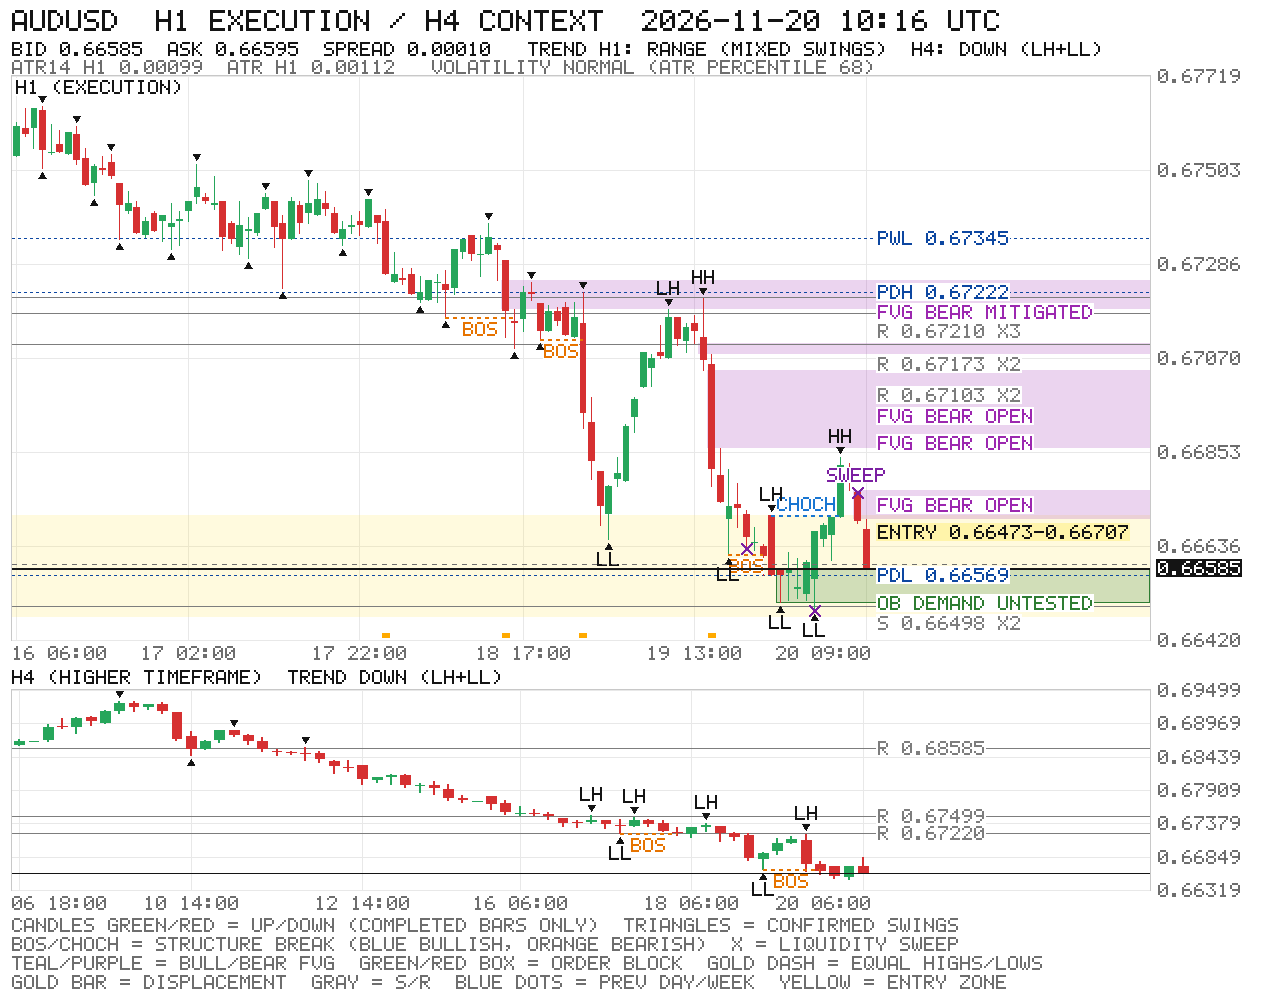 AUDUSD  H1 EXECUTION / H4 CONTEXT  2026-11-20 10:16 UTC
BID 0.66585  ASK 0.66595  SPREAD 0.00010  TREND H1: RANGE (MIXED SWINGS)  H4: DOWN (LH+LL)
ATR14 H1 0.00099  ATR H1 0.00112  VOLATILITY NORMAL (ATR PERCENTILE 68)
H1 (EXECUTION)
0.67719
0.67503
PWL 0.67345
0.67286
HH
LH
PDH 0.67222
FVG BEAR MITIGATED
BOS
R 0.67210 X3
BOS
0.67070
R 0.67173 X2
R 0.67103 X2
FVG BEAR OPEN
HH
FVG BEAR OPEN
0.66853
SWEEP
LH
CHOCH
FVG BEAR OPEN
ENTRY 0.66473-0.66707
0.66636
LL
BOS
0.66585
LL
PDL 0.66569
OB DEMAND UNTESTED
LL
LL
S 0.66498 X2
0.66420
16 06:00  17 02:00  17 22:00  18 17:00  19 13:00  20 09:00
H4 (HIGHER TIMEFRAME)  TREND DOWN (LH+LL)
0.69499
0.68969
R 0.68585
0.68439
0.67909
LH
LH
LH
LH
R 0.67499
0.67379
R 0.67220
BOS
LL
0.66849
BOS
LL
0.66319
06 18:00  10 14:00  12 14:00  16 06:00  18 06:00  20 06:00
CANDLES GREEN/RED = UP/DOWN (COMPLETED BARS ONLY)  TRIANGLES = CONFIRMED SWINGS
BOS/CHOCH = STRUCTURE BREAK (BLUE BULLISH, ORANGE BEARISH)  X = LIQUIDITY SWEEP
TEAL/PURPLE = BULL/BEAR FVG  GREEN/RED BOX = ORDER BLOCK  GOLD DASH = EQUAL HIGHS/LOWS
GOLD BAR = DISPLACEMENT  GRAY = S/R  BLUE DOTS = PREV DAY/WEEK  YELLOW = ENTRY ZONE